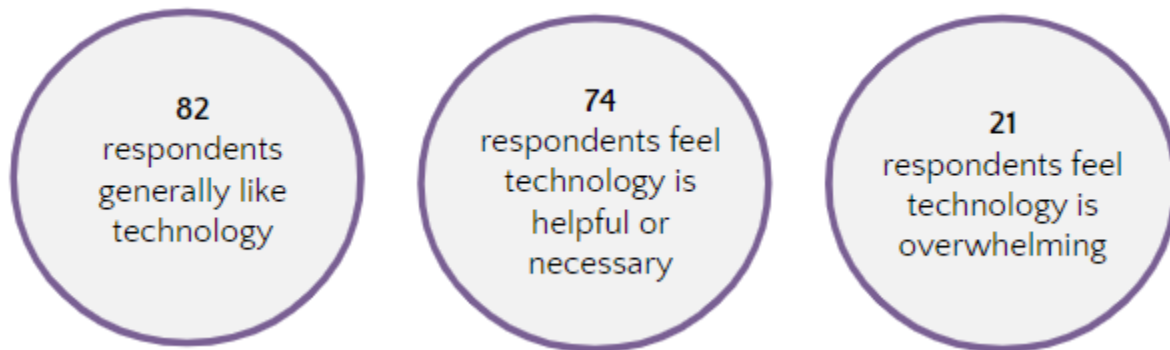 82
respondents
generally like
technology
74
respondents feel
technology is
helpful or
necessary
21
respondents feel
technology is
overwhelming